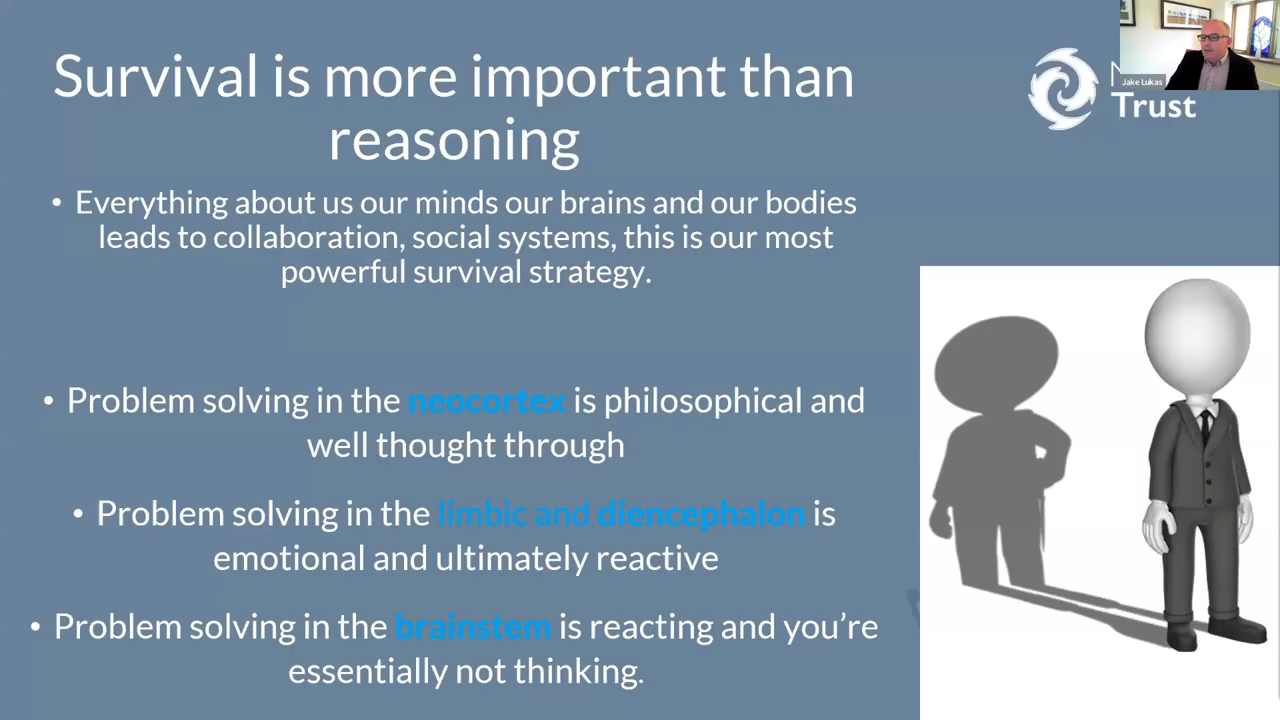 Survival is more important than
reasoning
• Everything about us our minds our brains and our bodies
leads to collaboration, social systems, this is our most
powerful survival strategy.
• Problem solving in the neocortex is philosophical and
well thought through
• Problem solving in the limbic and diencephalon is
emotional and ultimately reactive
• Problem solving in the brainstem is reacting and you’re
essentially not thinking.
Jake Lukas
Trust